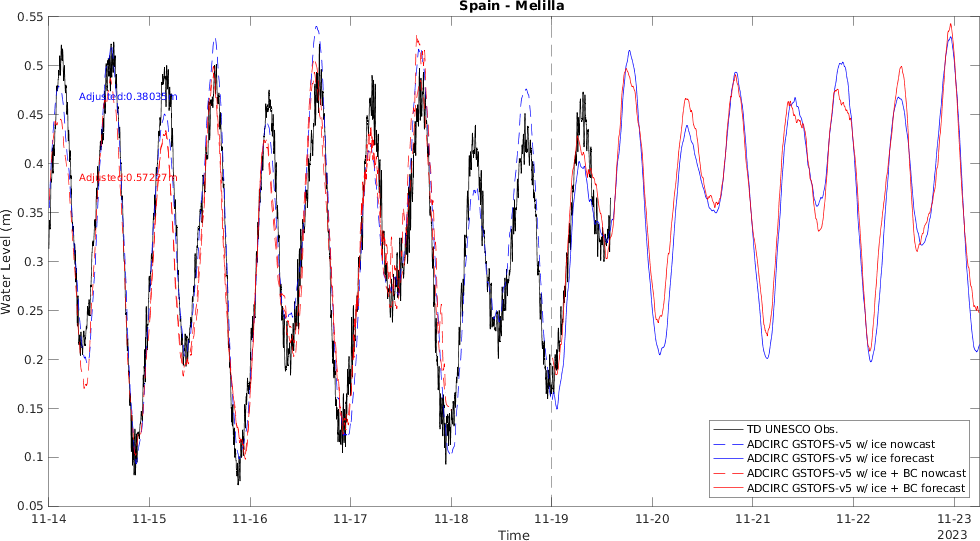 Spain - Melilla
0.55
0.5
0.45
0.4
0.35
0.3
0.25
0.2
0.15
0.1
0.05
Water Level (m)
Adjusted:0.38035m
Adjusted:0.57227m
TD UNESCO Obs.
ADCIRC GSTOFS-v5 w/ ice nowcast
ADCIRC GSTOFS-v5 w/ ice forecast
ADCIRC GSTOFS-v5 w/ ice + BC nowcast
ADCIRC GSTOFS-v5 w/ ice + BC forecast
11-14 11-15 11-16 11-17 11-18 11-19 11-20 11-21 11-22 11-23
Time
2023